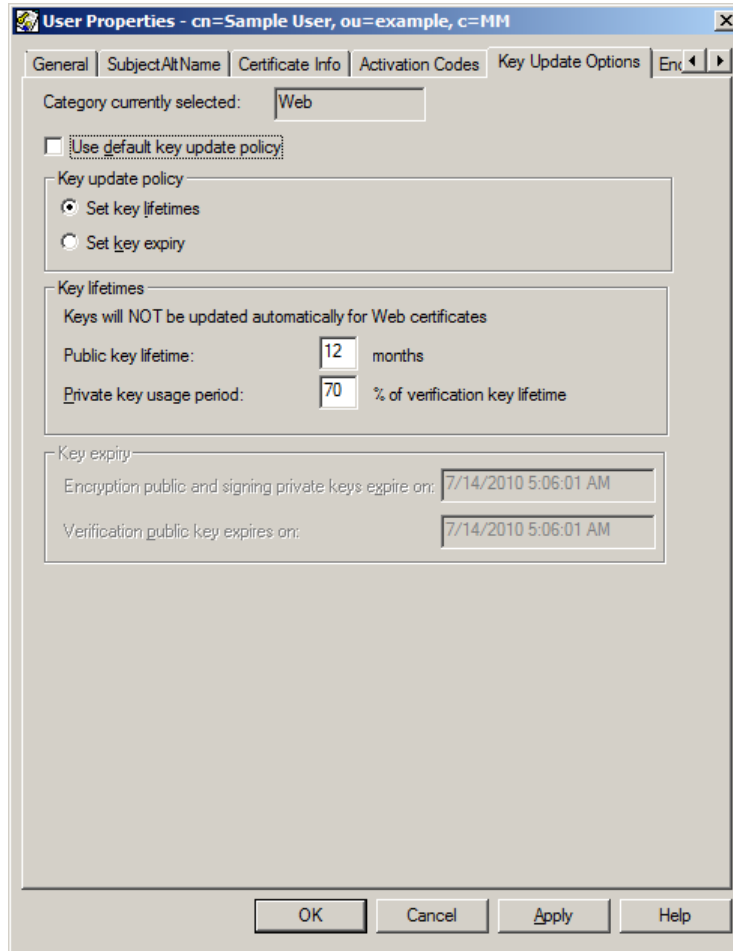 User Properties - cn=Sample User, ou=example, c=MM
General SubjectAltName Certificate Info Activation Codes Key Update Options
Category currently selected: Web
Use default key update policy
Key update policy
Set key lifetimes
Set key expiry
Key lifetimes
Keys will NOT be updated automatically for Web certificates
Public key lifetime: 12 months
Private key usage period: 70 % of verification key lifetime
Key expiry
Encryption public and signing private keys expire on: 7/14/2010 5:06:01 AM
Verification public key expires on: 7/14/2010 5:06:01 AM
OK Cancel Apply Help